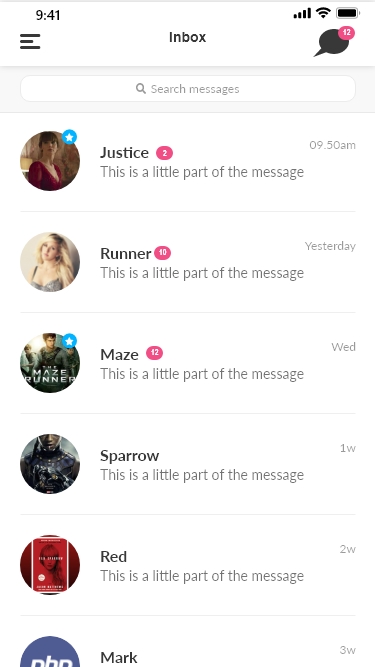 9:41
Inbox
12
Search messages
Justice 2
09.50am
This is a little part of the message
Runner 10
Yesterday
This is a little part of the message
THE
MAZE
RUNNER
Maze 12
Wed
This is a little part of the message
Sparrow
1w
This is a little part of the message
RED SPARROW
Red
2w
This is a little part of the message
php
Mark
3w